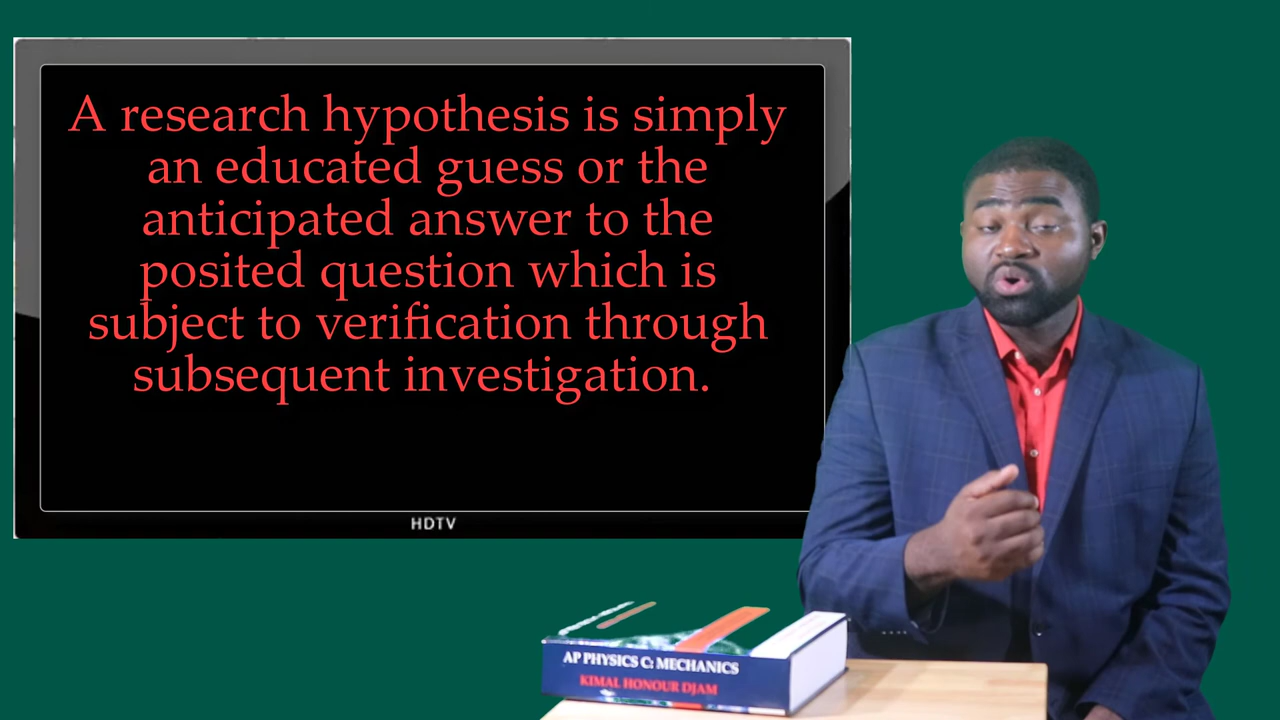 A research hypothesis is simply
an educated guess or the
anticipated answer to the
posited question which is
subject to verification through
subsequent investigation.
HDTV
AP PHYSICS C: MECHANICS
KIMAL HONOUR DJAM